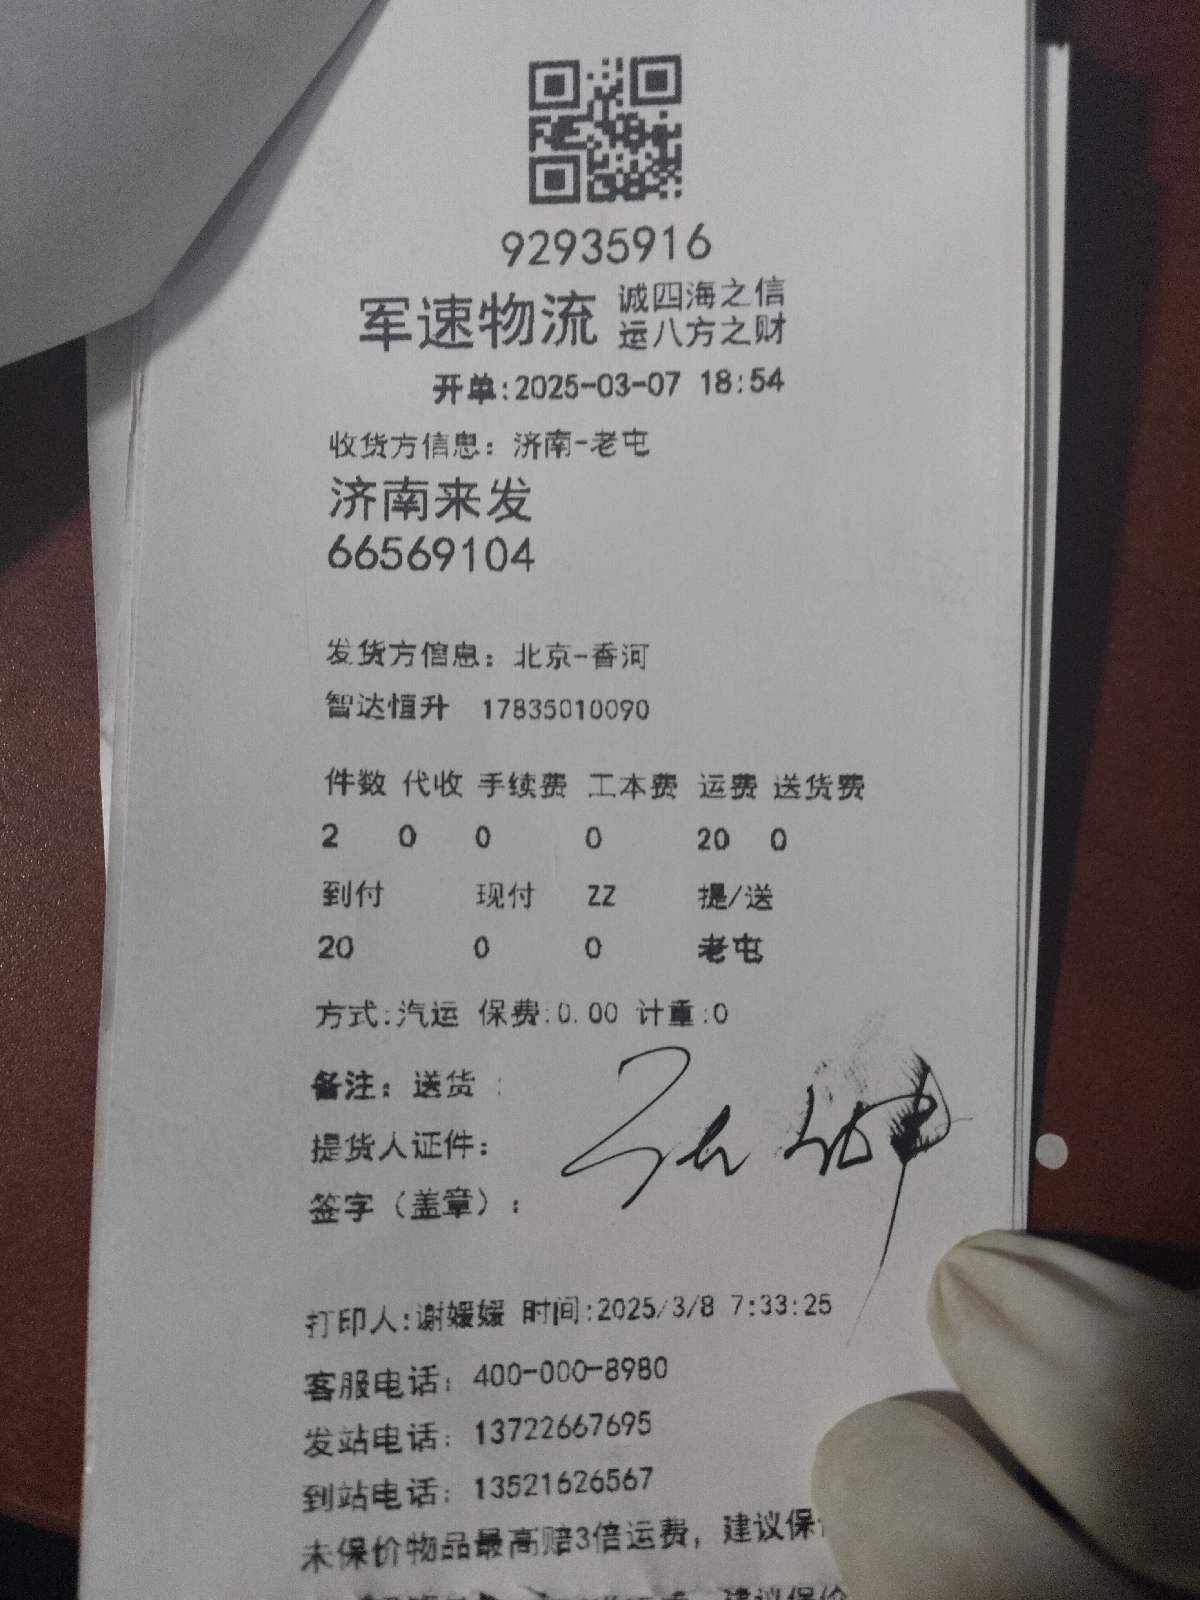 92935916
军速物流 诚四海之信
运八方之财
开单:2025-03-07 18:54
收货方信息：济南-老屯
济南来发
66569104
发货方信息：北京-香河
智达恒升 17835010090
件数 代收 手续费 工本费 运费 送货费
2 0 0 0 20 0
到付 现付 ZZ 提/送
20 0 0 老屯
方式:汽运 保费:0.00 计重:0
备注：送货 :
提货人证件：
签字（盖章）：
打印人:谢媛媛 时间:2025/3/8 7:33:25
客服电话：400-000-8980
发站电话：13722667695
到站电话：13521626567
未保价物品最高赔3倍运费，建议保
建议保价